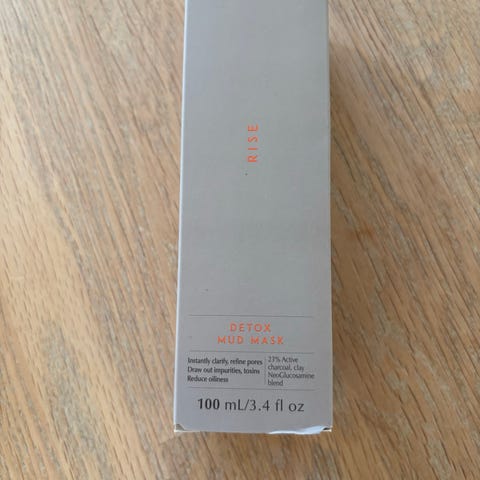 RISE
DETOX
MUD MASK
Instantly clarify, refine pores
Draw out impurities, toxins
Reduce oiliness
23% Active
charcoal, clay
NeoGlucosamine
blend
100 mL/3.4 fl oz